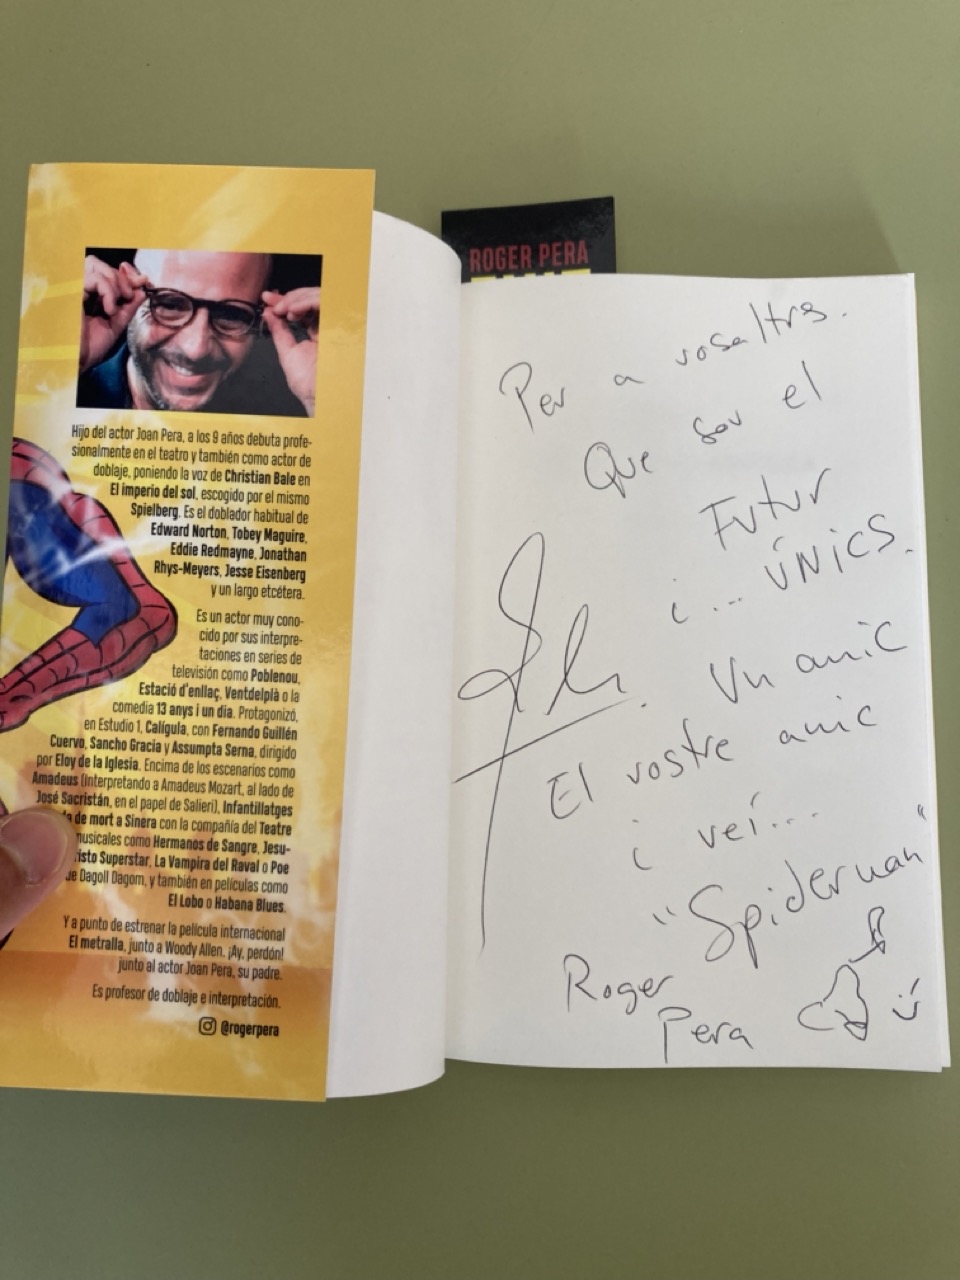 Hijo del actor Joan Pera, a los 9 años debuta profe-
sionalmente en el teatro y también como actor de
doblaje, poniendo la voz de Christian Bale en
El imperio del sol, escogido por el mismo
Spielberg. Es el doblador habitual de
Edward Norton, Tobey Maguire,
Eddie Redmayne, Jonathan
Rhys-Meyers, Jesse Eisenberg
y un largo etcétera.
Es un actor muy cono-
cido por sus interpre-
taciones en series de
televisión como Poblenou,
Estació d'enllaç, Ventdelplà o la
comedia 13 anys i un dia. Protagonizó,
en Estudio 1, Calígula, con Fernando Guillén
Cuervo, Sancho Gracia y Assumpta Serna, dirigido
por Eloy de la Iglesia. Encima de los escenarios como
Amadeus (Interpretando a Amadeus Mozart, al lado de
José Sacristán, en el papel de Salieri), Infantillatges
de mort a Sinera con la compañía del Teatre
musicales como Hermanos de Sangre, Jesu-
risto Superstar, La Vampira del Raval o Poe
de Dagoll Dagom, y también en películas como
El Lobo o Habana Blues.
Y a punto de estrenar la película internacional
El metralla, junto a Woody Allen. ¡Ay, perdón!
junto al actor Joan Pera, su padre.
Es profesor de doblaje e interpretación.
@rogerpera
ROGER PERA
Per a vosaltrs.
Que sou el
Futur
i... ÚNICS.
Un amic
El vostre amic
i veí...
"Spiderman"
Roger
Pera